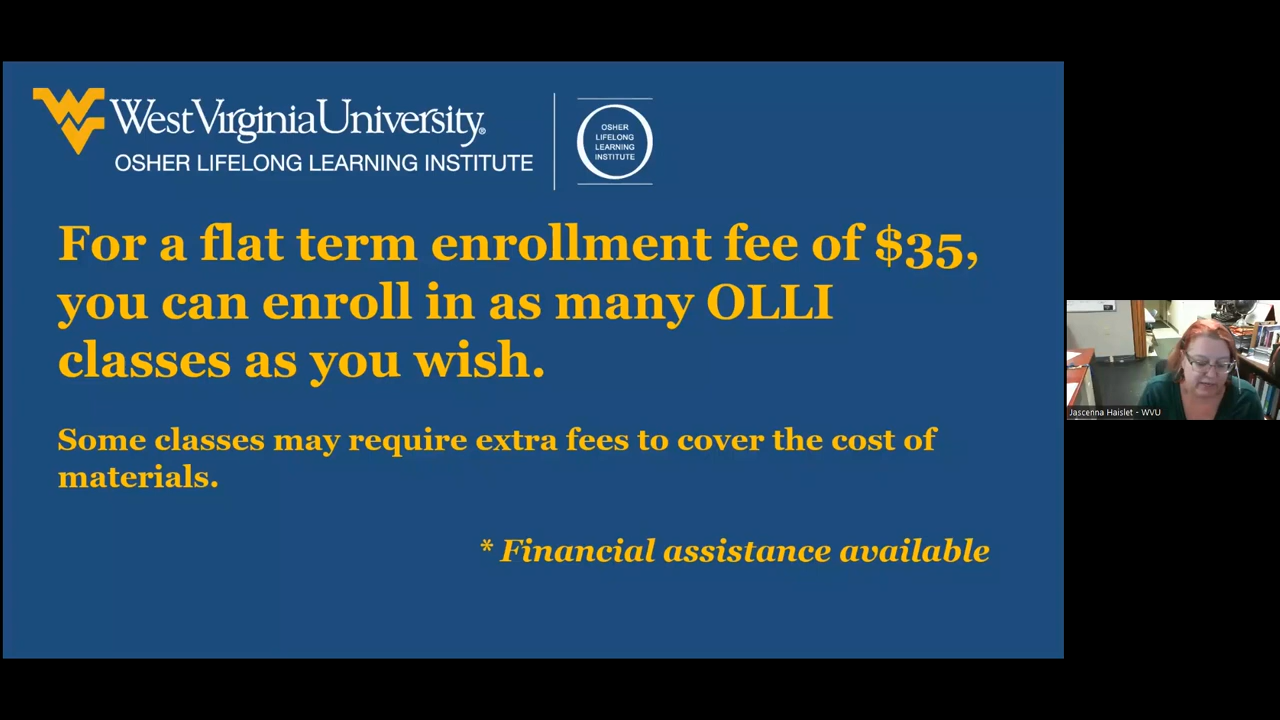 West Virginia University®
OSHER LIFELONG LEARNING INSTITUTE
OSHER
LIFELONG
LEARNING
INSTITUTE
For a flat term enrollment fee of $35,
you can enroll in as many OLLI
classes as you wish.
Some classes may require extra fees to cover the cost of
materials.
* Financial assistance available
Jascenna Haislet - WVU